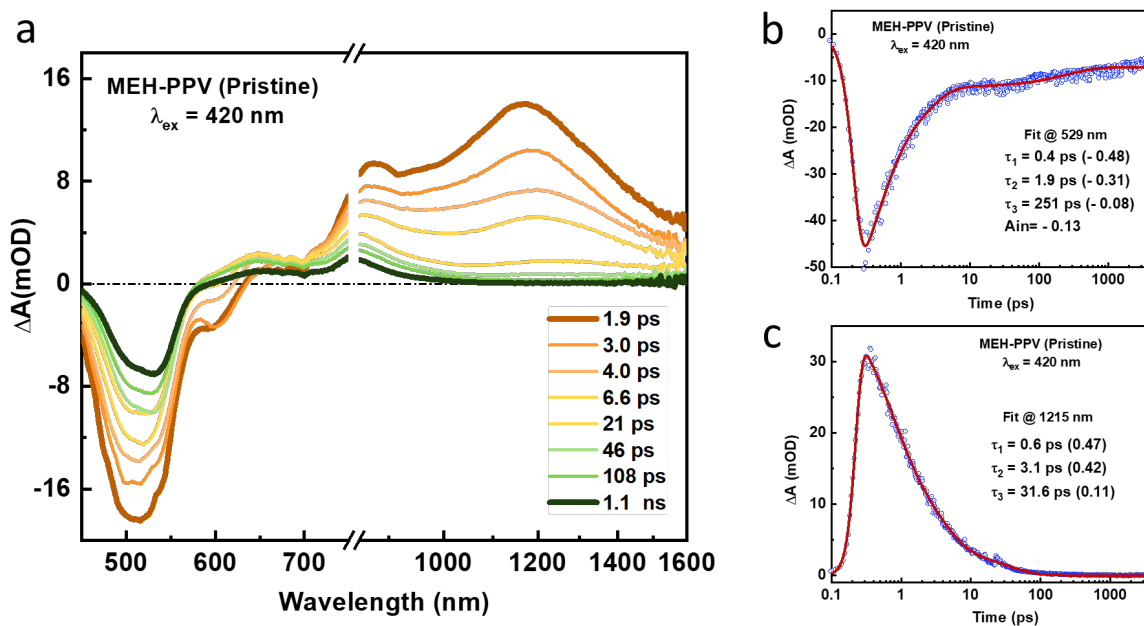 a
MEH-PPV (Pristine)
λex = 420 nm
16
8
0
-8
-16
ΔA(mOD)
500
600
700
1000
1200
1400
1600
Wavelength (nm)
1.9 ps
3.0 ps
4.0 ps
6.6 ps
21 ps
46 ps
108 ps
1.1 ns
b
MEH-PPV (Pristine)
λex = 420 nm
0
-10
-20
-30
-40
-50
ΔA (mOD)
Fit @ 529 nm
τ1 = 0.4 ps (- 0.48)
τ2 = 1.9 ps (- 0.31)
τ3 = 251 ps (- 0.08)
Ain= - 0.13
0.1
1
10
100
1000
Time (ps)
c
MEH-PPV (Pristine)
λex = 420 nm
30
20
10
0
ΔA (mOD)
Fit @ 1215 nm
τ1 = 0.6 ps (0.47)
τ2 = 3.1 ps (0.42)
τ3 = 31.6 ps (0.11)
0.1
1
10
100
1000
Time (ps)